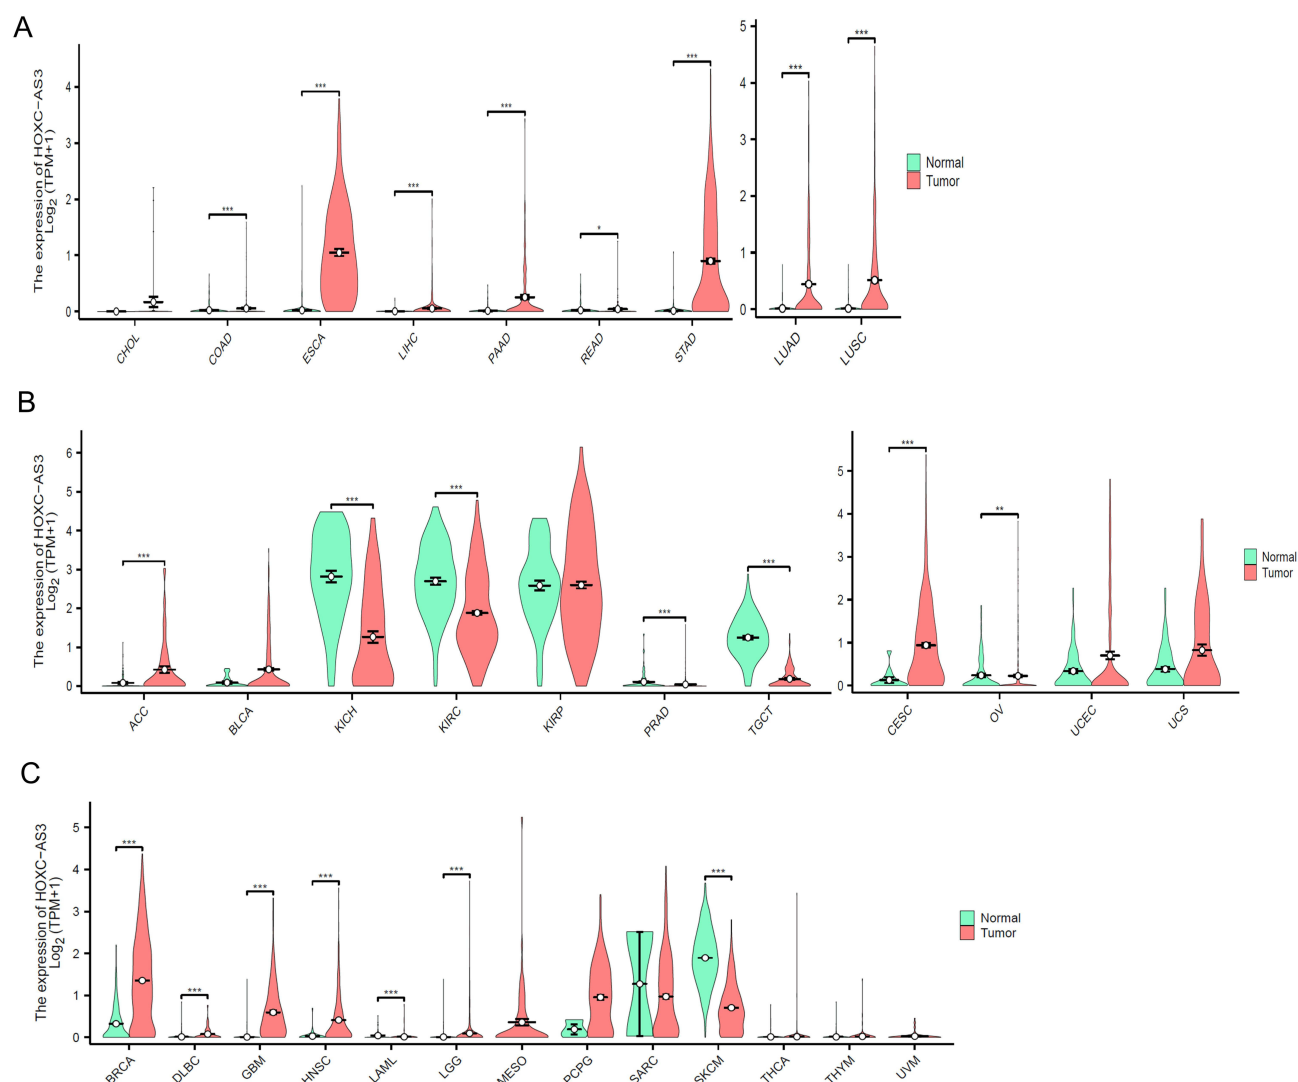 A
The expression of HOXC−AS3
Log2 (TPM+1)
4
3
2
1
0
***
***
***
***
*
***
CHOL
COAD
ESCA
LIHC
PAAD
READ
STAD
5
4
3
2
1
0
***
***
LUAD
LUSC
Normal
Tumor
B
The expression of HOXC−AS3
Log2 (TPM+1)
6
5
4
3
2
1
0
***
***
***
***
***
ACC
BLCA
KICH
KIRC
KIRP
PRAD
TGCT
5
4
3
2
1
0
***
**
CESC
OV
UCEC
UCS
Normal
Tumor
C
The expression of HOXC−AS3
Log2 (TPM+1)
5
4
3
2
1
0
***
***
***
***
***
***
***
BRCA
DLBC
GBM
HNSC
LAML
LGG
MESO
PCPG
SARC
SKCM
THCA
THYM
UVM
Normal
Tumor